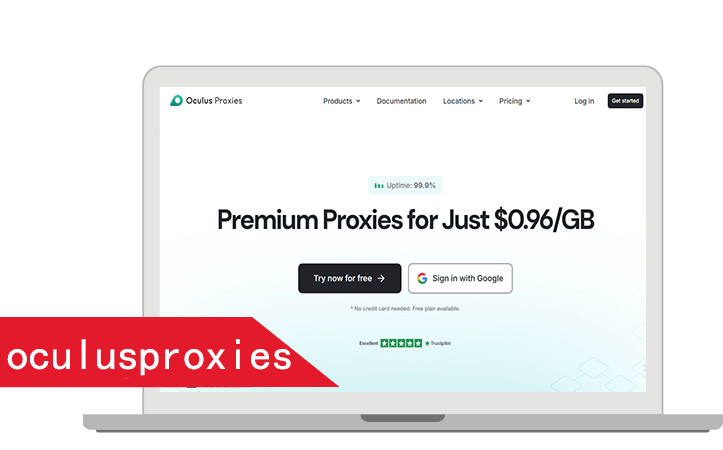 Oculus Proxies Products Documentation Locations Pricing Log in Get started
Uptime: 99.9%
Premium Proxies for Just $0.96/GB
Try now for free → Sign in with Google
* No credit card needed. Free plan available.
Excellent Trustpilot
oculusproxies